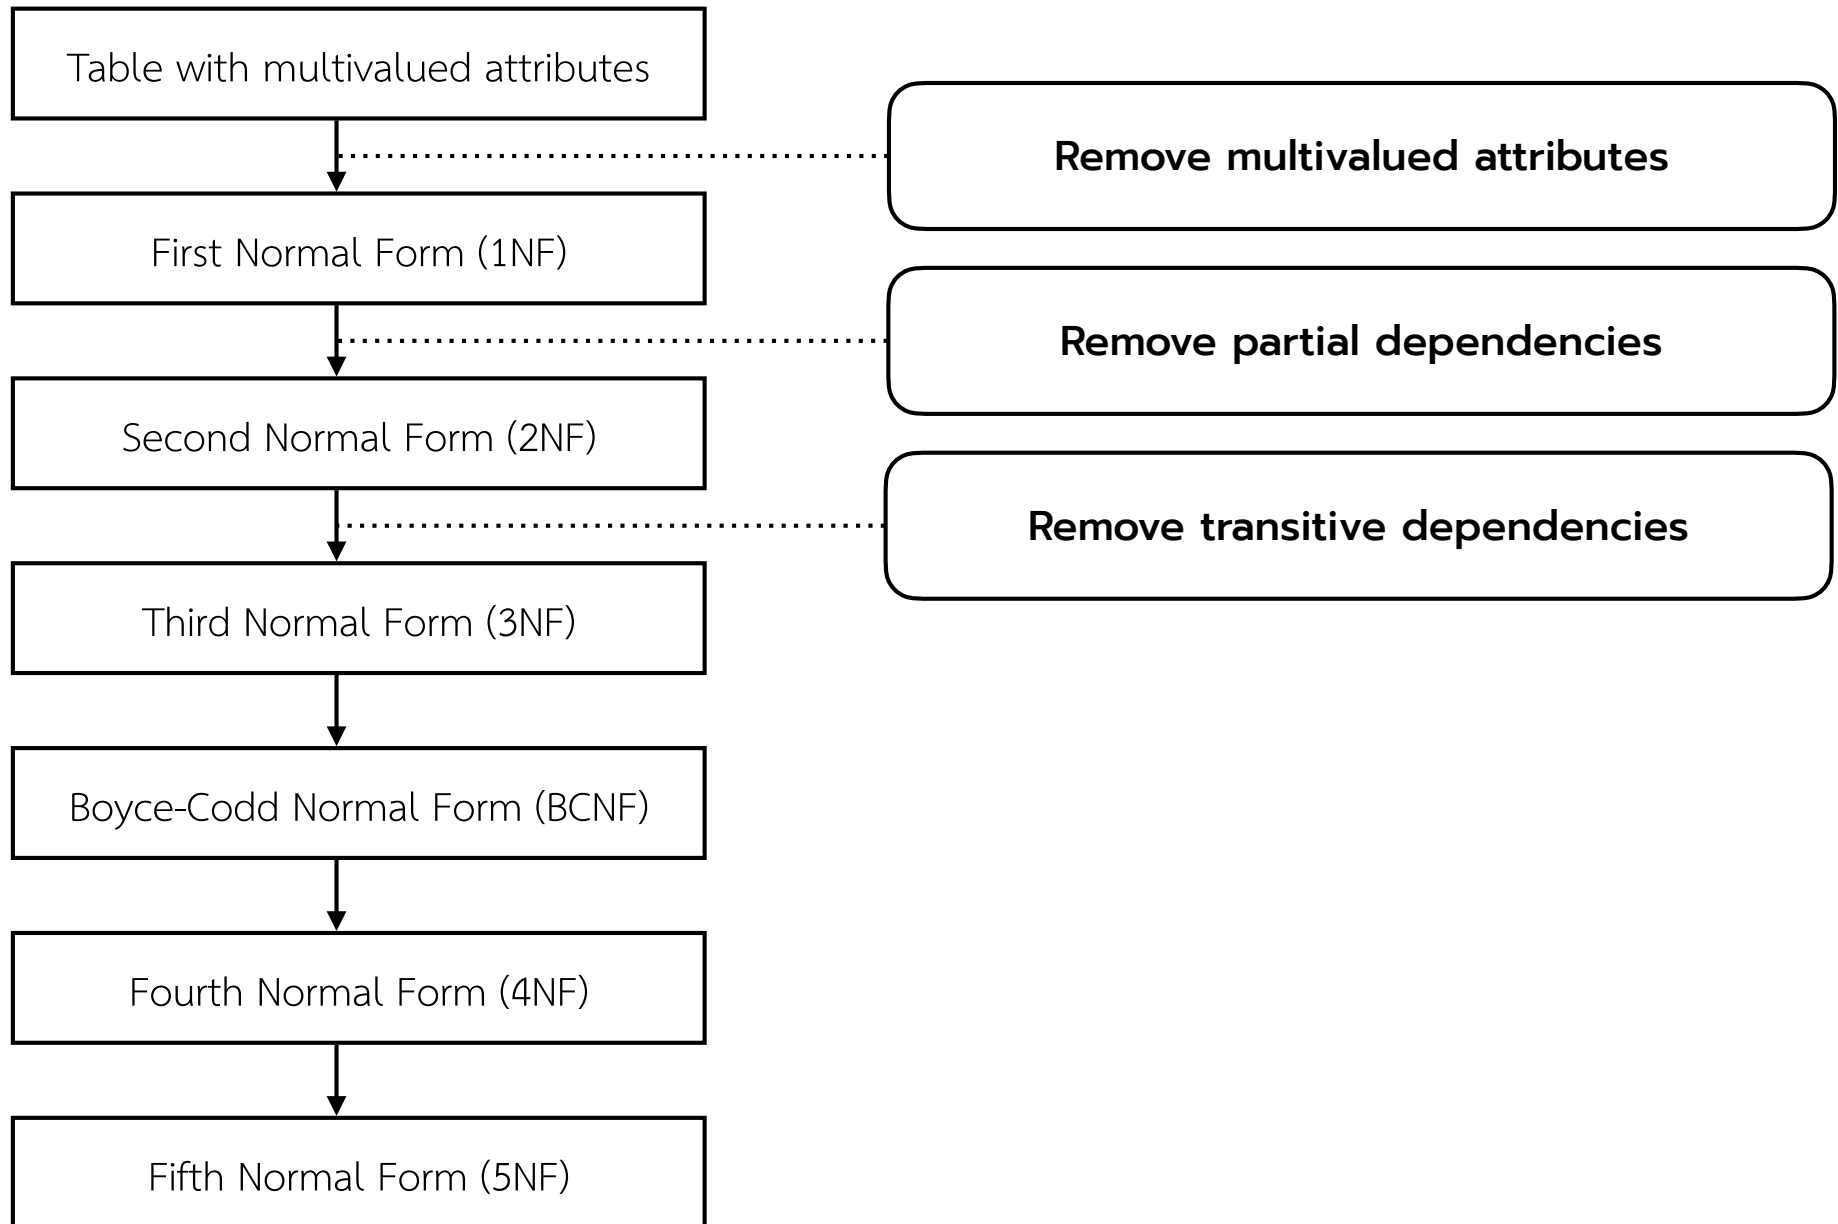 Table with multivalued attributes
Remove multivalued attributes
First Normal Form (1NF)
Remove partial dependencies
Second Normal Form (2NF)
Remove transitive dependencies
Third Normal Form (3NF)
Boyce-Codd Normal Form (BCNF)
Fourth Normal Form (4NF)
Fifth Normal Form (5NF)